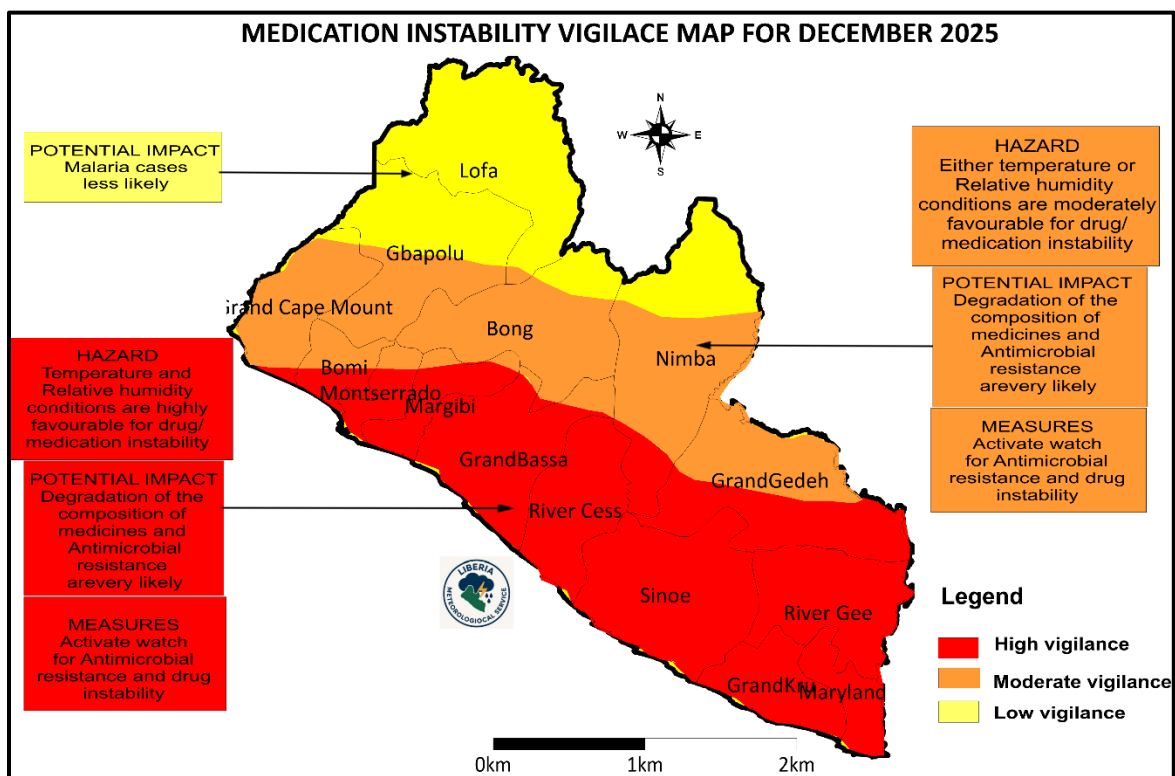 MEDICATION INSTABILITY VIGILACE MAP FOR DECEMBER 2025
N
W
E
S
POTENTIAL IMPACT
Malaria cases
less likely
HAZARD
Either temperature or
Relative humidity
conditions are moderately
favourable for drug/
medication instability
POTENTIAL IMPACT
Degradation of the
composition of
medicines and
Antimicrobial
resistance
arevery likely
MEASURES
Activate watch
for Antimicrobial
resistance and drug
instability
HAZARD
Temperature and
Relative humidity
conditions are highly
favourable for drug/
medication instability
POTENTIAL IMPACT
Degradation of the
composition of
medicines and
Antimicrobial
resistance
arevery likely
MEASURES
Activate watch
for Antimicrobial
resistance and drug
instability
Lofa
Gbapolu
Grand Cape Mount
Bong
Nimba
Bomi
Montserrado
Margibi
GrandBassa
GrandGedeh
River Cess
Sinoe
River Gee
GrandKru
Maryland
LIBERIA
METEOROLOGIOCAL SERVICE
Legend
High vigilance
Moderate vigilance
Low vigilance
0km
1km
2km